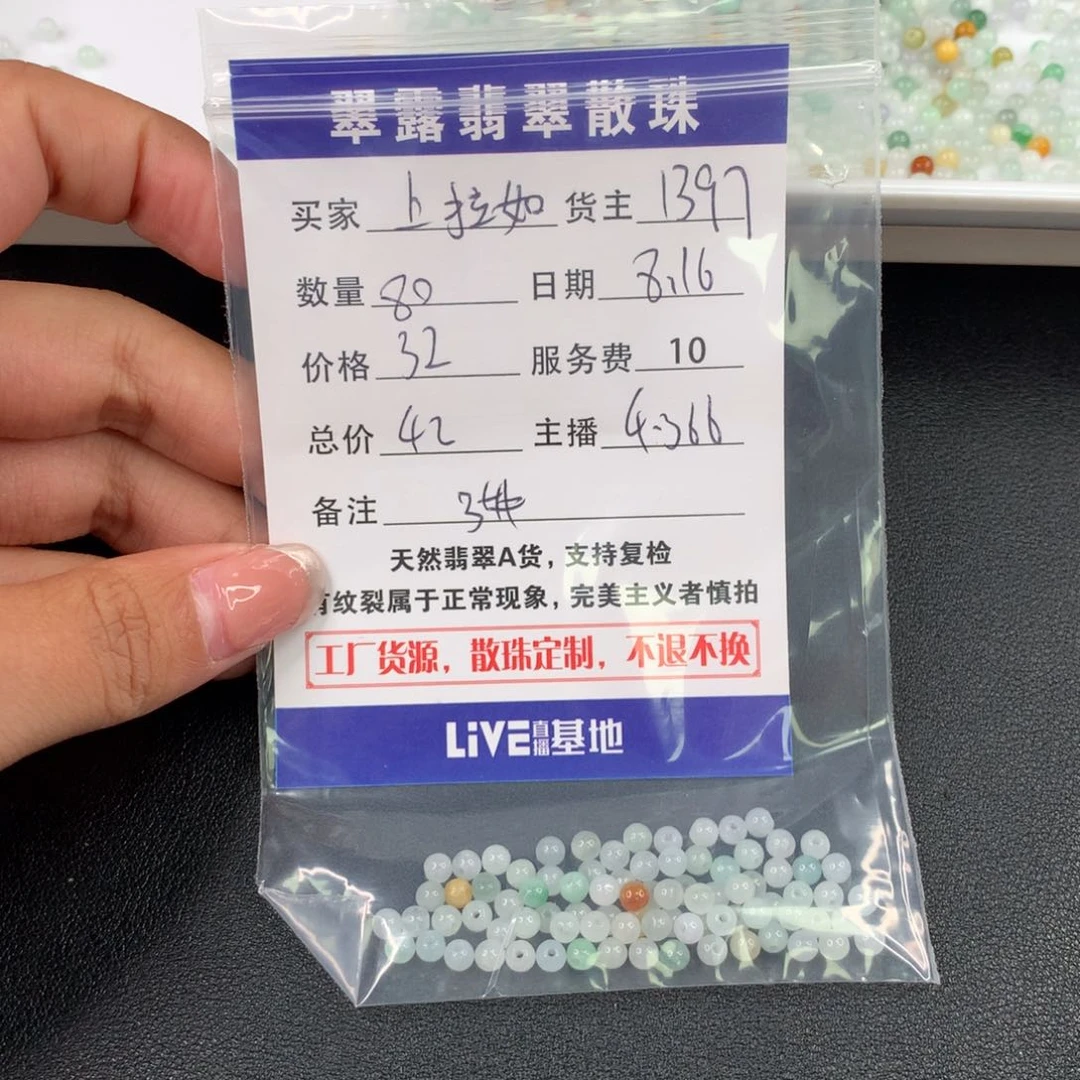 翠露翡翠散珠
买家 上拉如 货主 1397
数量 80 日期 8.16
价格 32 服务费 10
总价 42 主播 4.366
备注 3#
天然翡翠A货，支持复检
有纹裂属于正常现象，完美主义者慎拍
工厂货源，散珠定制，不退不换
LiVE直播基地